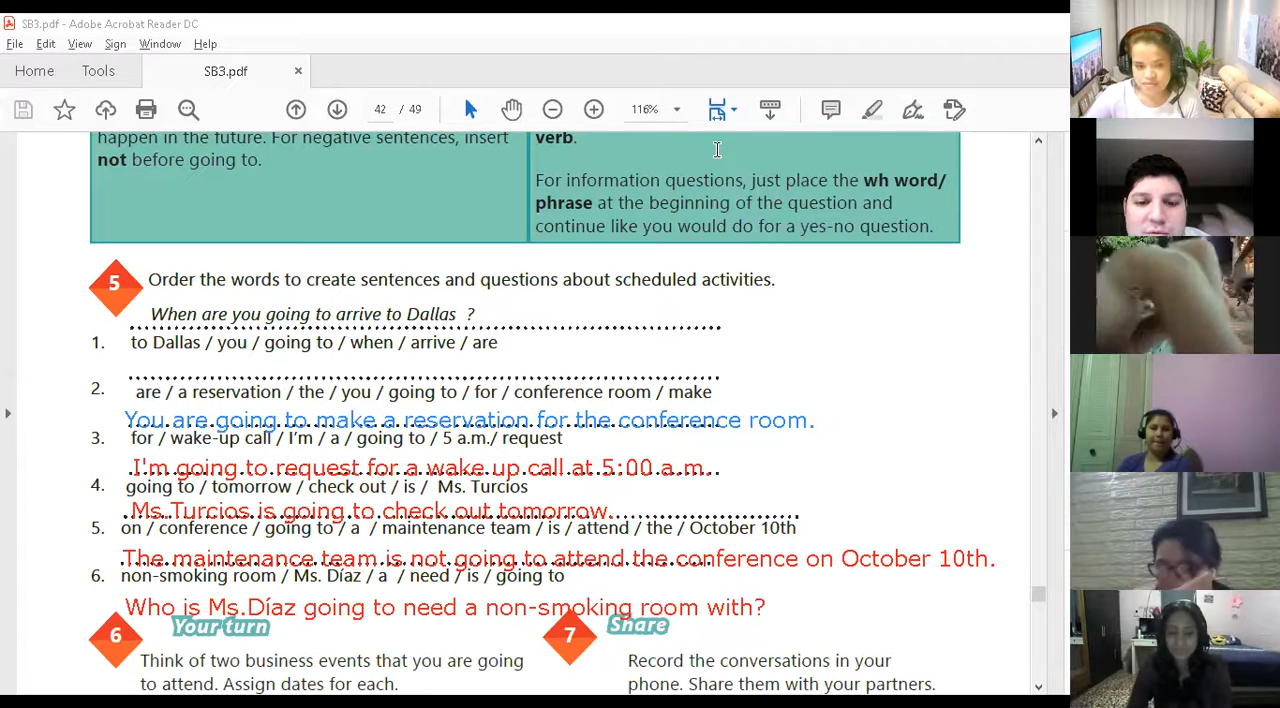 SB3.pdf - Adobe Acrobat Reader DC
File Edit View Sign Window Help
Home Tools SB3.pdf ×
42 / 49 116%
happen in the future. For negative sentences, insert
not before going to.
verb.
For information questions, just place the wh word/
phrase at the beginning of the question and
continue like you would do for a yes-no question.
5 Order the words to create sentences and questions about scheduled activities.
When are you going to arrive to Dallas ?
1. to Dallas / you / going to / when / arrive / are
2. are / a reservation / the / you / going to / for / conference room / make
You are going to make a reservation for the conference room.
3. for / wake-up call / I'm / a / going to / 5 a.m./ request
I'm going to request for a wake up call at 5:00 a.m.
4. going to / tomorrow / check out / is / Ms. Turcios
Ms.Turcios is going to check out tomorrow.
5. on / conference / going to / a / maintenance team / is / attend / the / October 10th
The maintenance team is not going to attend the conference on October 10th.
6. non-smoking room / Ms. Díaz / a / need / is / going to
Who is Ms.Díaz going to need a non-smoking room with?
6 Your turn
Think of two business events that you are going
to attend. Assign dates for each.
7 Share
Record the conversations in your
phone. Share them with your partners.